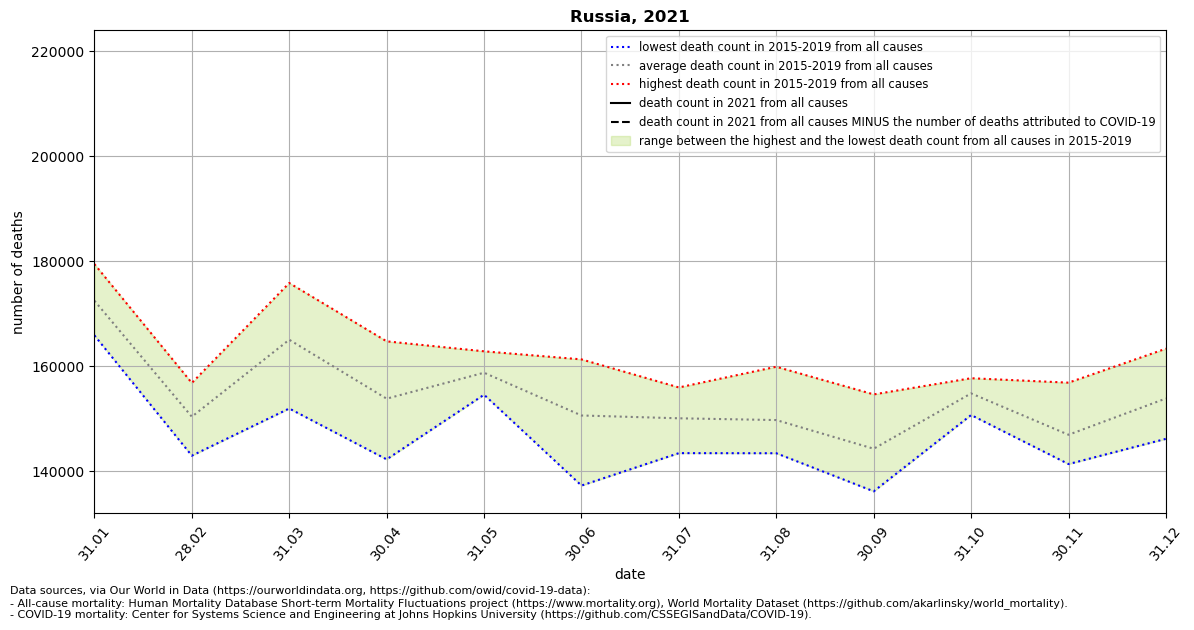 Russia, 2021
220000
200000
180000
160000
140000
number of deaths
lowest death count in 2015-2019 from all causes
average death count in 2015-2019 from all causes
highest death count in 2015-2019 from all causes
death count in 2021 from all causes
death count in 2021 from all causes MINUS the number of deaths attributed to COVID-19
range between the highest and the lowest death count from all causes in 2015-2019
31.01
28.02
31.03
30.04
31.05
30.06
31.07
31.08
30.09
31.10
30.11
31.12
date
Data sources, via Our World in Data (https://ourworldindata.org, https://github.com/owid/covid-19-data):
- All-cause mortality: Human Mortality Database Short-term Mortality Fluctuations project (https://www.mortality.org), World Mortality Dataset (https://github.com/akarlinsky/world_mortality).
- COVID-19 mortality: Center for Systems Science and Engineering at Johns Hopkins University (https://github.com/CSSEGISandData/COVID-19).